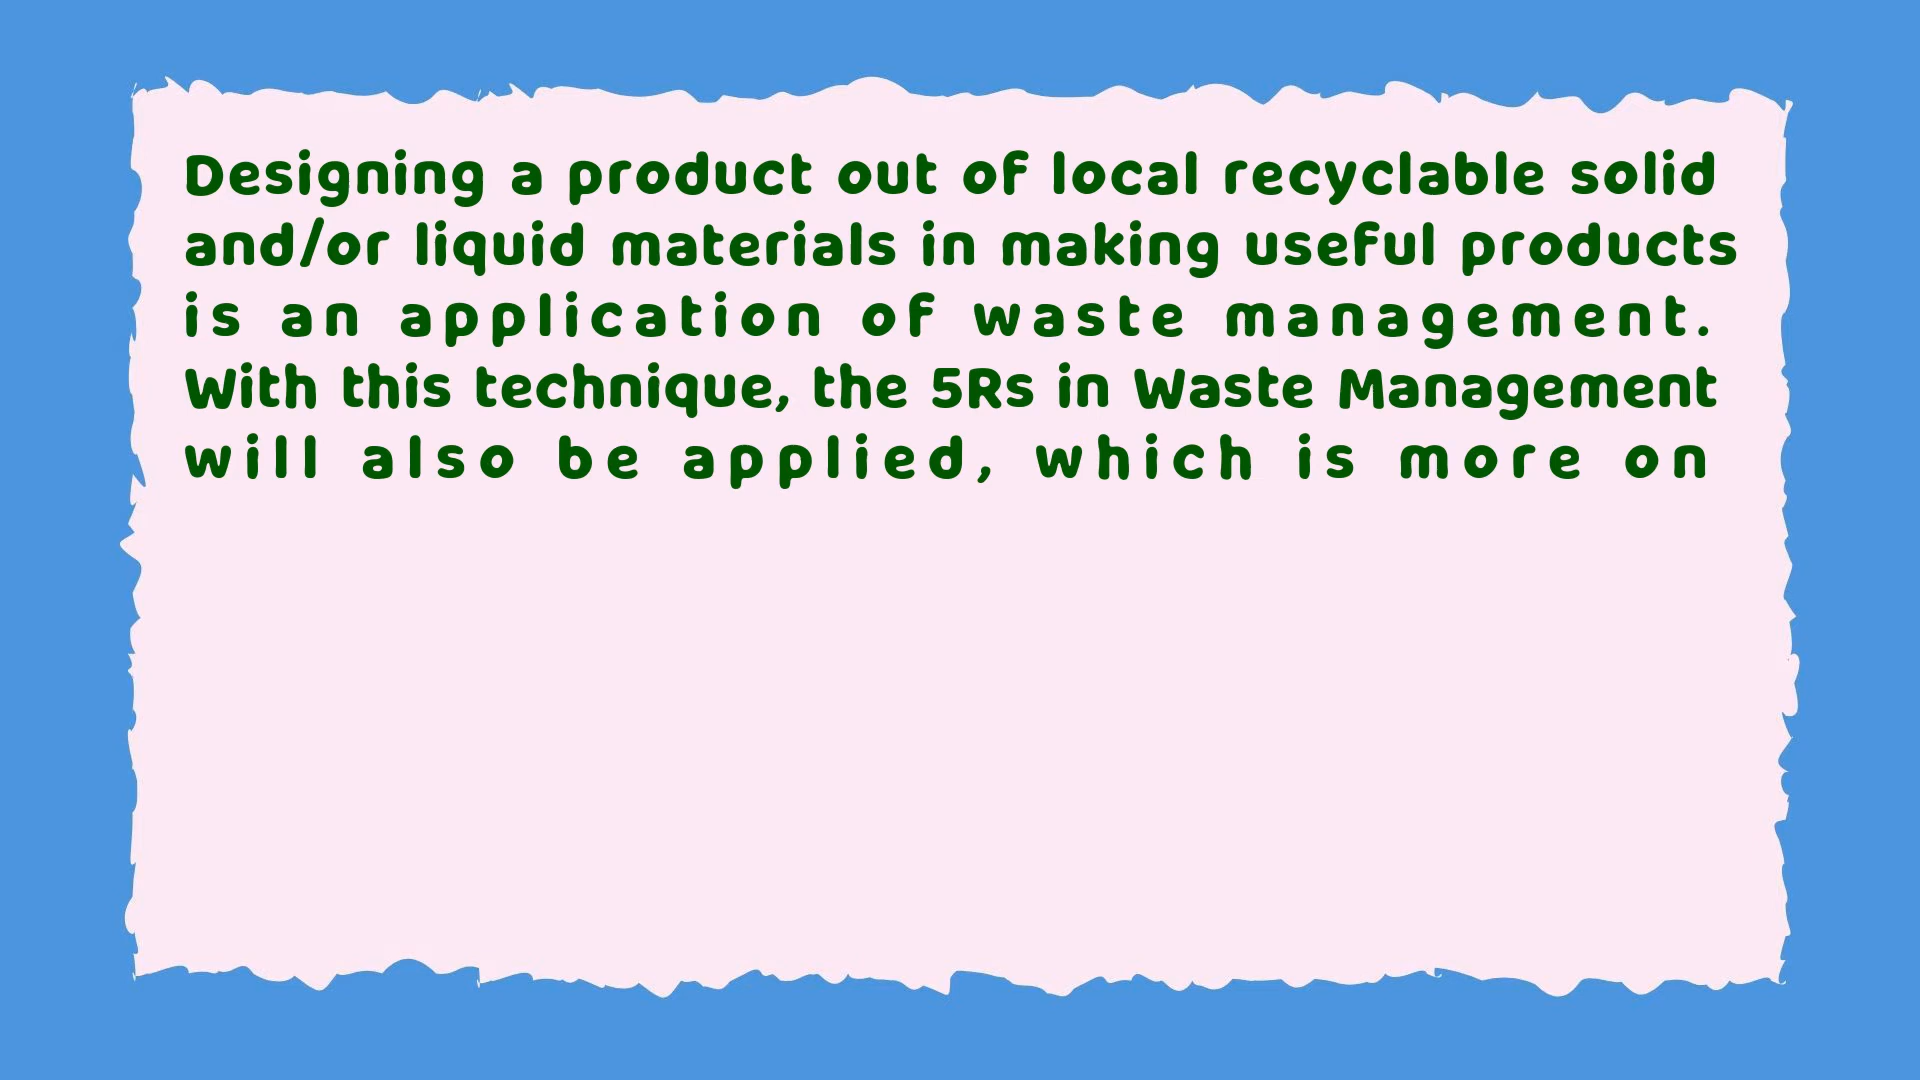 Designing a product out of local recyclable solid
and/or liquid materials in making useful products
is an application of waste management.
With this technique, the 5Rs in Waste Management
will also be applied, which is more on